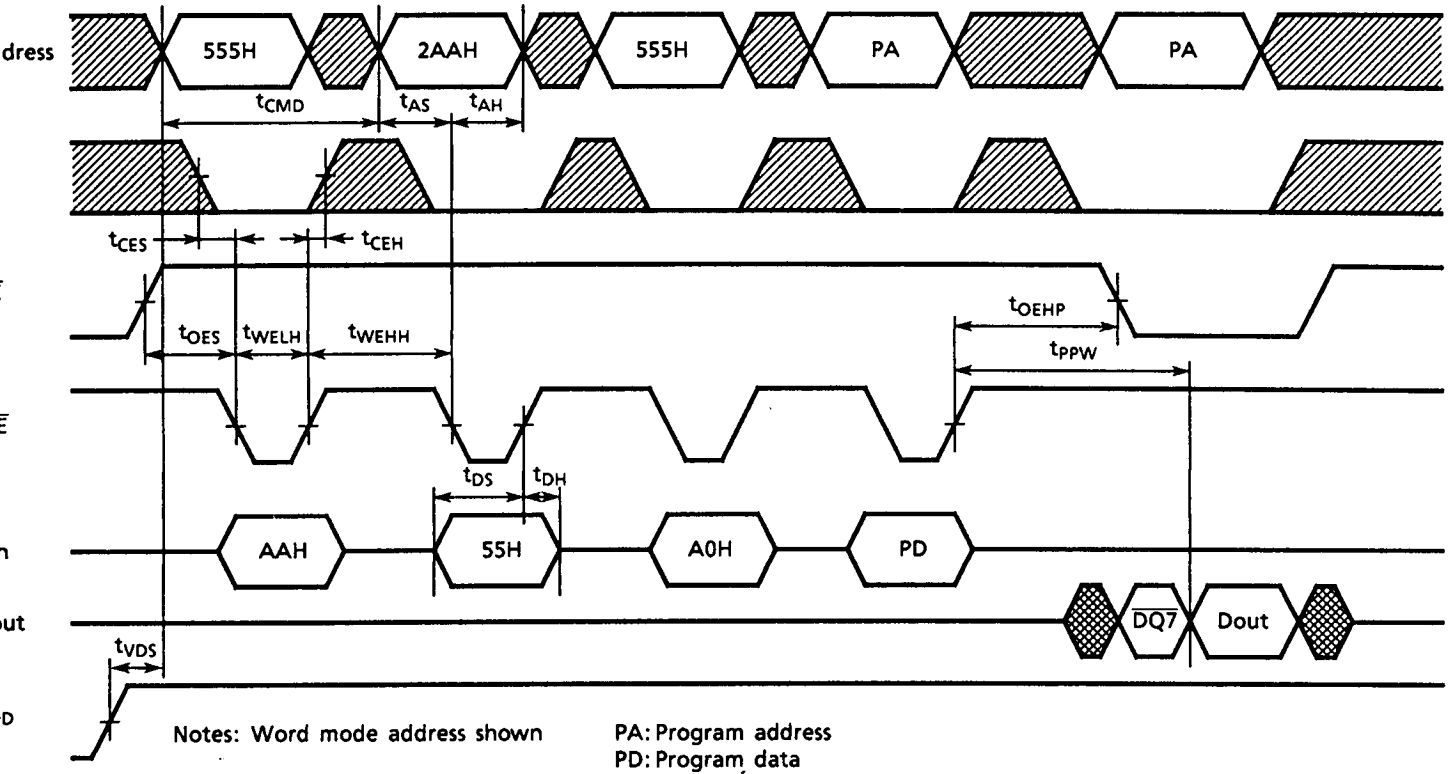 dress 555H 2AAH 555H PA PA
tCMD tAS tAH
tCES tCEH
tOES tWELH tWEHH tOEHP
tPPW
E
tDS tDH
AAH 55H A0H PD
out DQ7 Dout
tVDS
D
Notes: Word mode address shown PA: Program address
PD: Program data